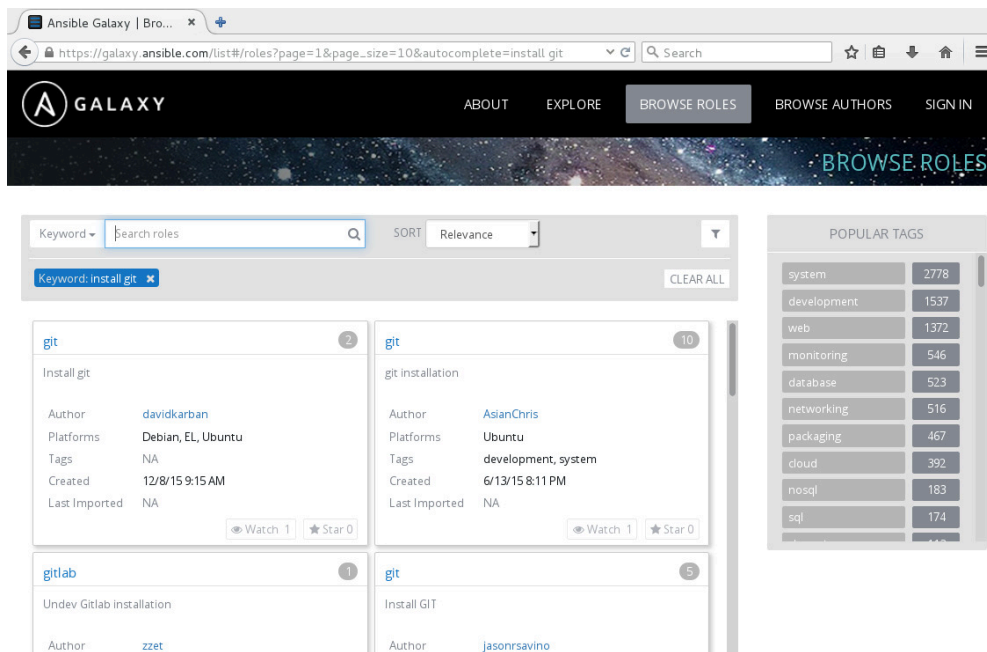 Ansible Galaxy | Bro...
https://galaxy.ansible.com/list#/roles?page=1&page_size=10&autocomplete=install git
Search
A GALAXY
ABOUT EXPLORE BROWSE ROLES BROWSE AUTHORS SIGN IN
BROWSE ROLES
Keyword Search roles SORT Relevance
Keyword: install git CLEAR ALL
git 2
Install git
Author davidkarban
Platforms Debian, EL, Ubuntu
Tags NA
Created 12/8/15 9:15 AM
Last Imported NA
Watch 1 Star 0
git 10
git installation
Author AsianChris
Platforms Ubuntu
Tags development, system
Created 6/13/15 8:11 PM
Last Imported NA
Watch 1 Star 0
gitlab 1
Undev Gitlab installation
Author zzet
git 5
Install GIT
Author jasonrsavino
POPULAR TAGS
system 2778
development 1537
web 1372
monitoring 546
database 523
networking 516
packaging 467
cloud 392
nosql 183
sql 174